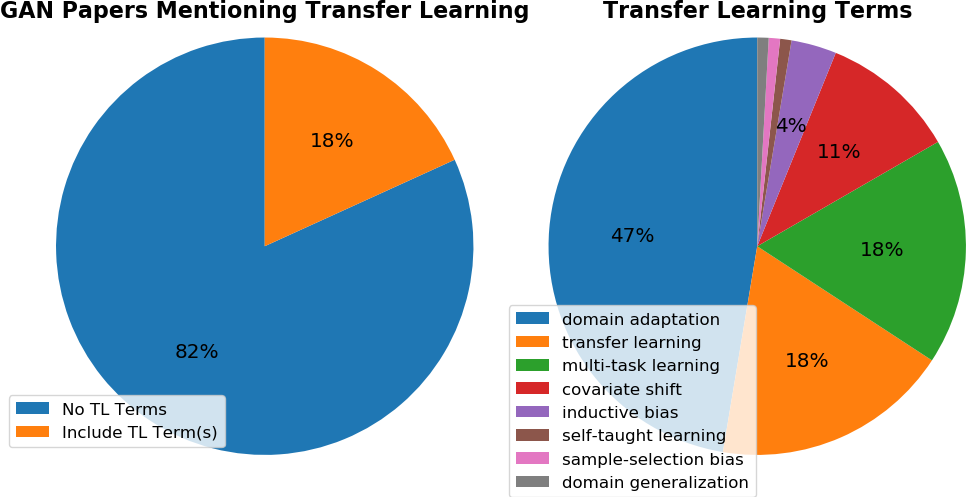 GAN Papers Mentioning Transfer Learning
18%
82%
No TL Terms
Include TL Term(s)
Transfer Learning Terms
4%
11%
47%
18%
18%
domain adaptation
transfer learning
multi-task learning
covariate shift
inductive bias
self-taught learning
sample-selection bias
domain generalization